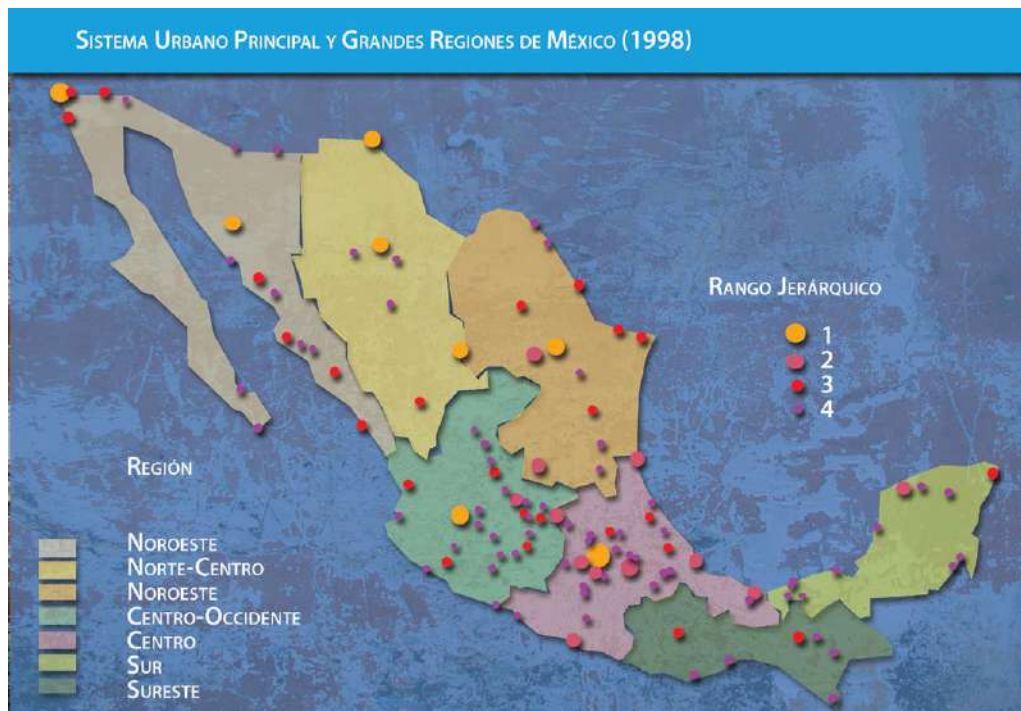 Sistema Urbano Principal y Grandes Regiones de México (1998)
Rango Jerárquico
1
2
3
4
Región
Noroeste
Norte-Centro
Noroeste
Centro-Occidente
Centro
Sur
Sureste